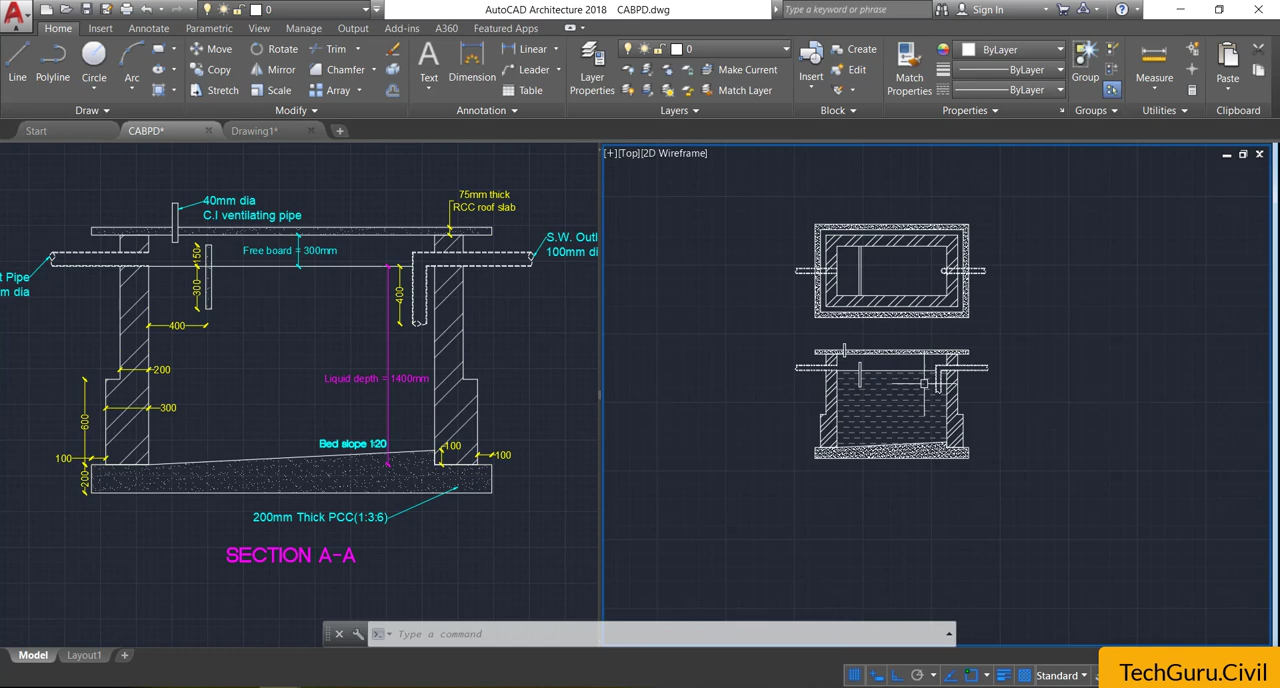 AutoCAD Architecture 2018 CABPD.dwg
0
Type a keyword or phrase
Sign In
Home
Insert
Annotate
Parametric
View
Manage
Output
Add-ins
A360
Featured Apps
Line
Polyline
Circle
Arc
Move
Rotate
Trim
Copy
Mirror
Chamfer
Stretch
Scale
Array
Text
Dimension
Linear
Leader
Table
Layer
Properties
0
Make Current
Match Layer
Insert
Create
Edit
Match
Properties
ByLayer
ByLayer
ByLayer
Group
Measure
Paste
Draw
Modify
Annotation
Layers
Block
Properties
Groups
Utilities
Clipboard
Start
CABPD*
Drawing1*
[+][Top][2D Wireframe]
40mm dia
C.I ventilating pipe
75mm thick
RCC roof slab
S.W. Outl
100mm di
Free board = 300mm
150
300
400
t Pipe
m dia
400
200
Liquid depth = 1400mm
300
600
Bed slope 1:20
100
100
100
200
200mm Thick PCC(1:3:6)
SECTION A-A
Type a command
Model
Layout1
Standard
TechGuru.Civil